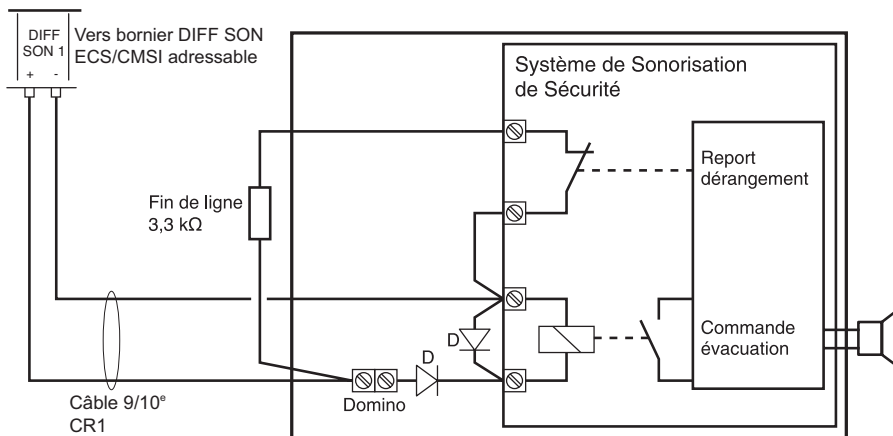 DIFF
SON 1
+ -
Vers bornier DIFF SON
ECS/CMSI adressable
Système de Sonorisation
de Sécurité
Report
dérangement
Fin de ligne
3,3 kΩ
D
D
Commande
évacuation
Domino
Câble 9/10e
CR1